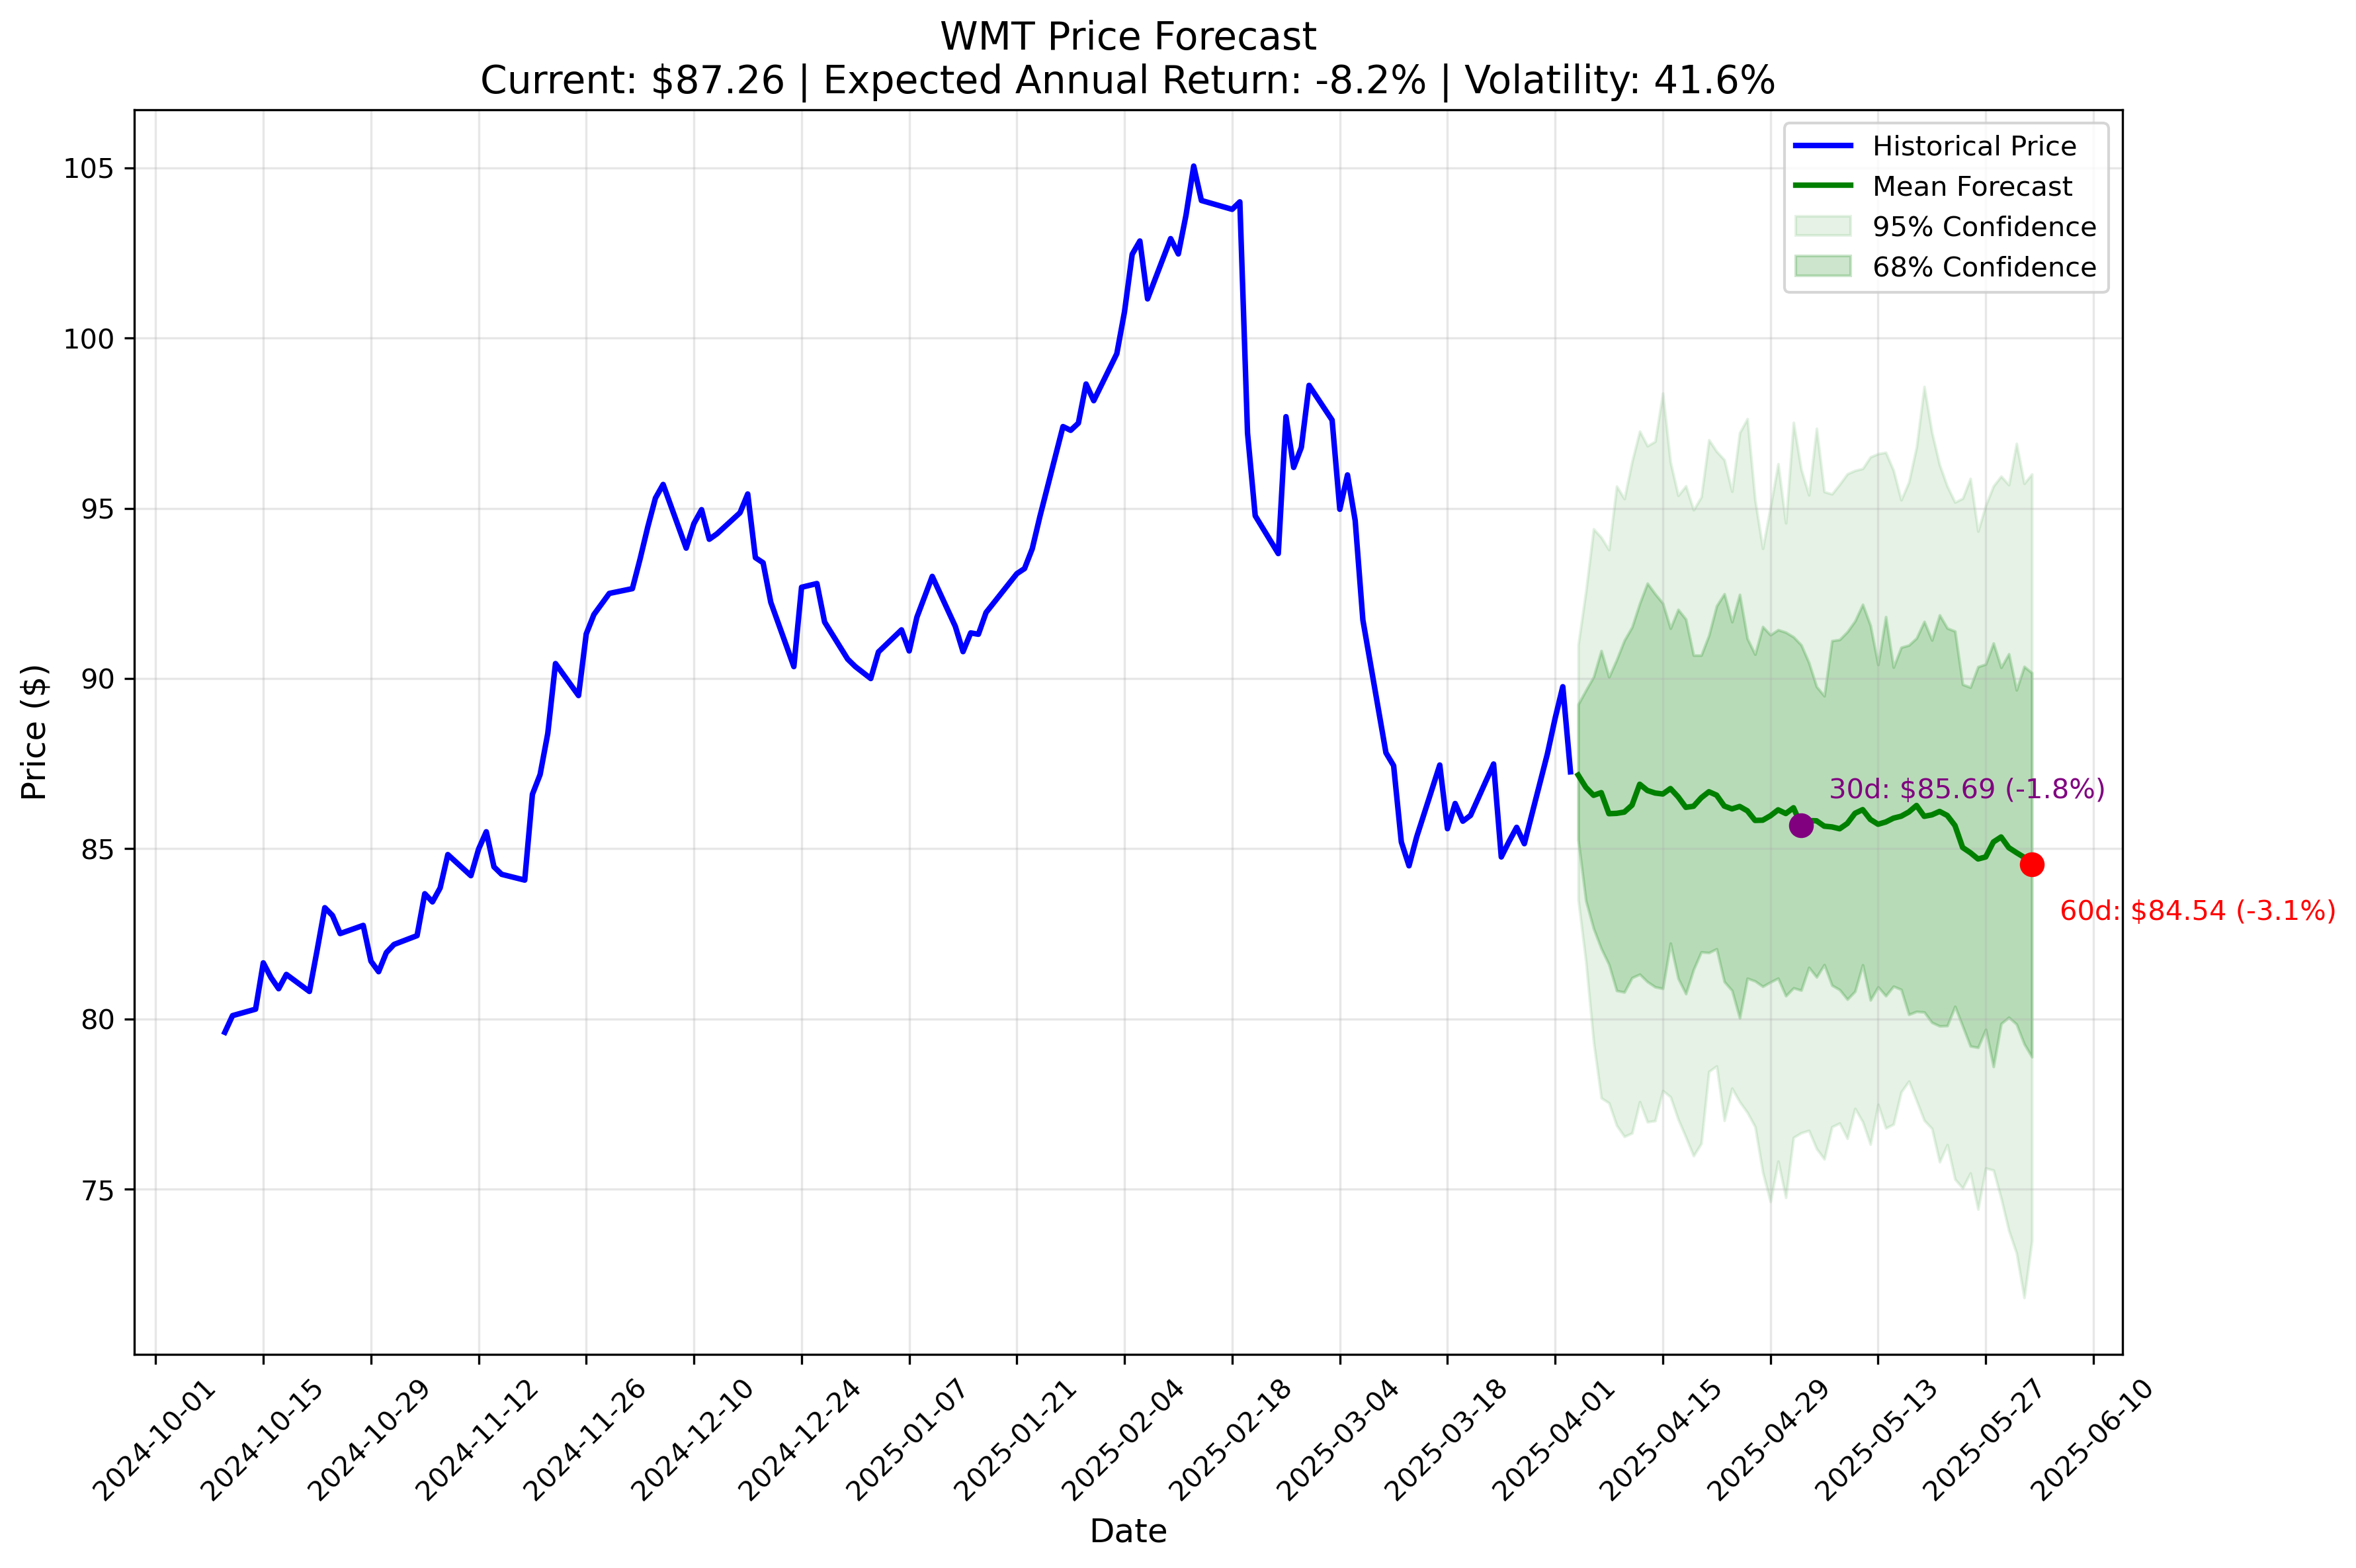 WMT Price Forecast
Current: $87.26 | Expected Annual Return: -8.2% | Volatility: 41.6%
Historical Price
Mean Forecast
95% Confidence
68% Confidence
105
100
95
90
85
80
75
Price ($)
30d: $85.69 (-1.8%)
60d: $84.54 (-3.1%)
2024-10-01
2024-10-15
2024-10-29
2024-11-12
2024-11-26
2024-12-10
2024-12-24
2025-01-07
2025-01-21
2025-02-04
2025-02-18
2025-03-04
2025-03-18
2025-04-01
2025-04-15
2025-04-29
2025-05-13
2025-05-27
2025-06-10
Date